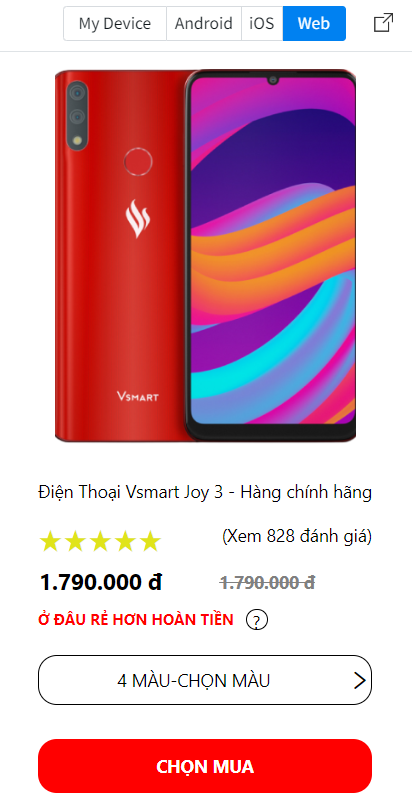 My Device Android iOS Web
VSMART
Điện Thoại Vsmart Joy 3 - Hàng chính hãng
(Xem 828 đánh giá)
1.790.000 đ 1.790.000 đ
Ở ĐÂU RẺ HƠN HOÀN TIỀN ?
4 MÀU-CHỌN MÀU
CHỌN MUA